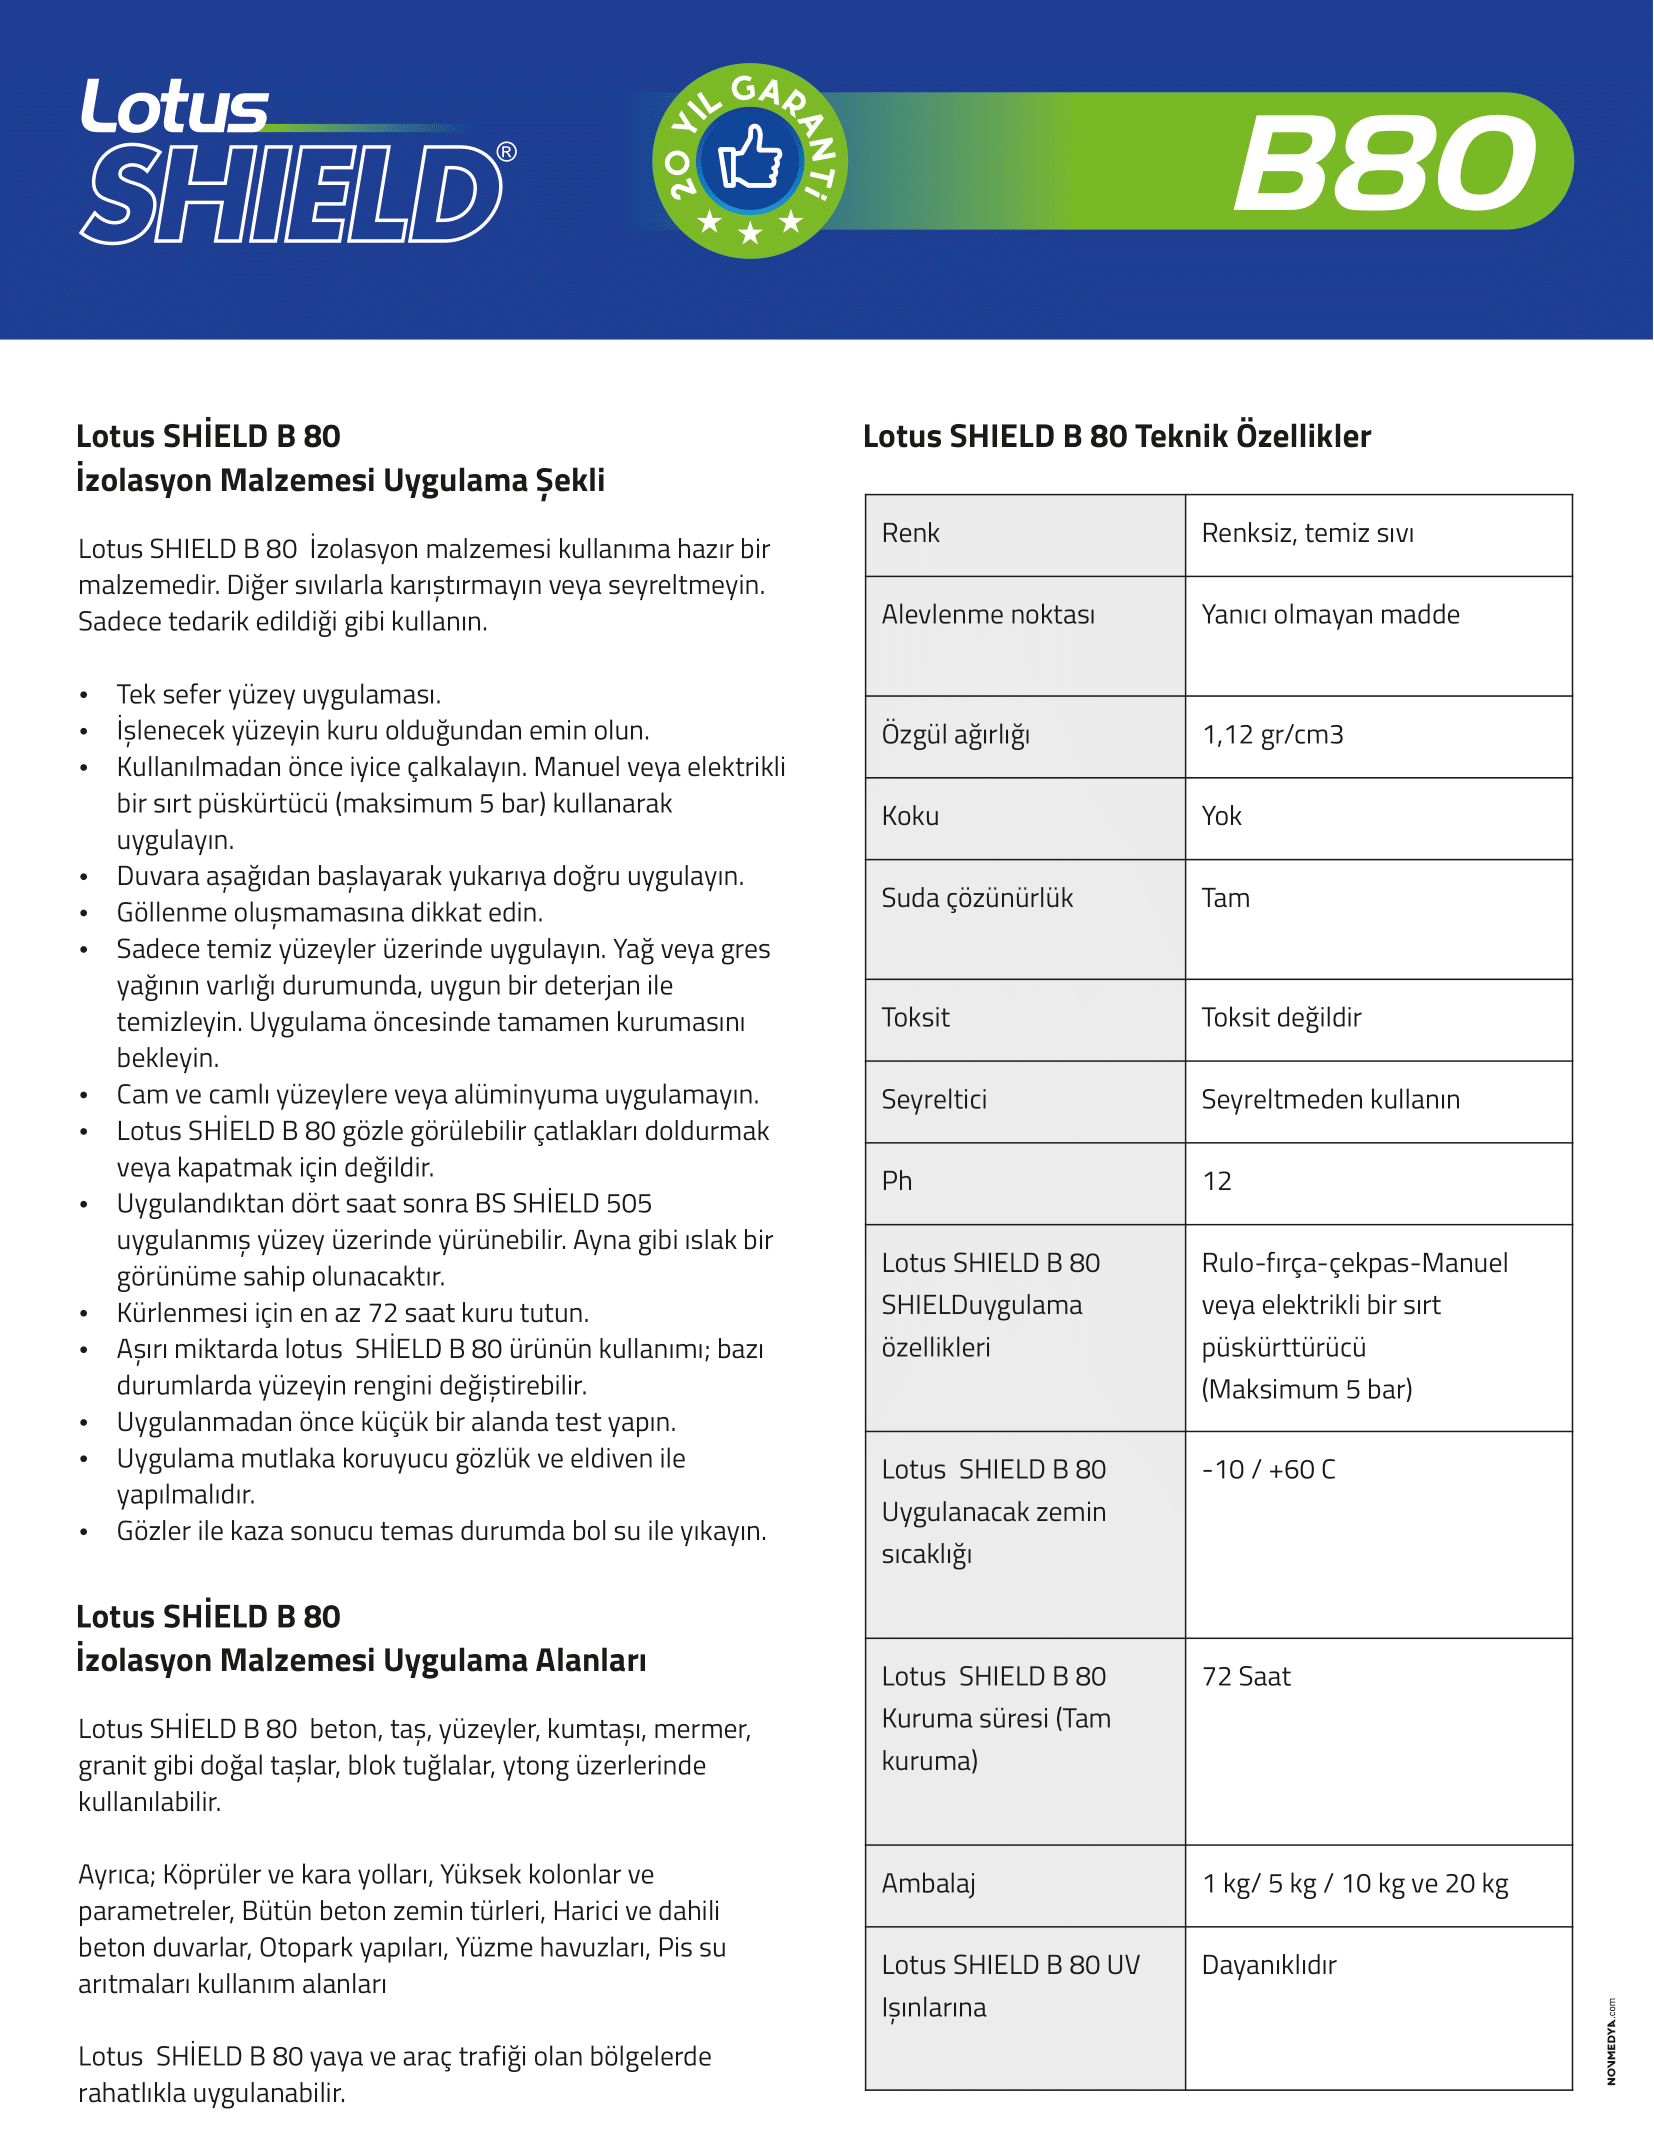 Lotus
SHIELD®
20 YIL GARANTİ
B80
Lotus SHİELD B 80
İzolasyon Malzemesi Uygulama Şekli
Lotus SHIELD B 80  İzolasyon malzemesi kullanıma hazır bir
malzemedir. Diğer sıvılarla karıştırmayın veya seyreltmeyin.
Sadece tedarik edildiği gibi kullanın.
• Tek sefer yüzey uygulaması.
• İşlenecek yüzeyin kuru olduğundan emin olun.
• Kullanılmadan önce iyice çalkalayın. Manuel veya elektrikli
bir sırt püskürtücü (maksimum 5 bar) kullanarak
uygulayın.
• Duvara aşağıdan başlayarak yukarıya doğru uygulayın.
• Göllenme oluşmamasına dikkat edin.
• Sadece temiz yüzeyler üzerinde uygulayın. Yağ veya gres
yağının varlığı durumunda, uygun bir deterjan ile
temizleyin. Uygulama öncesinde tamamen kurumasını
bekleyin.
• Cam ve camlı yüzeylere veya alüminyuma uygulamayın.
• Lotus SHİELD B 80 gözle görülebilir çatlakları doldurmak
veya kapatmak için değildir.
• Uygulandıktan dört saat sonra BS SHİELD 505
uygulanmış yüzey üzerinde yürünebilir. Ayna gibi ıslak bir
görünüme sahip olunacaktır.
• Kürlenmesi için en az 72 saat kuru tutun.
• Aşırı miktarda lotus  SHİELD B 80 ürünün kullanımı; bazı
durumlarda yüzeyin rengini değiştirebilir.
• Uygulanmadan önce küçük bir alanda test yapın.
• Uygulama mutlaka koruyucu gözlük ve eldiven ile
yapılmalıdır.
• Gözler ile kaza sonucu temas durumda bol su ile yıkayın.
Lotus SHİELD B 80
İzolasyon Malzemesi Uygulama Alanları
Lotus SHİELD B 80  beton, taş, yüzeyler, kumtaşı, mermer,
granit gibi doğal taşlar, blok tuğlalar, ytong üzerlerinde
kullanılabilir.
Ayrıca; Köprüler ve kara yolları, Yüksek kolonlar ve
parametreler, Bütün beton zemin türleri, Harici ve dahili
beton duvarlar, Otopark yapıları, Yüzme havuzları, Pis su
arıtmaları kullanım alanları
Lotus  SHİELD B 80 yaya ve araç trafiği olan bölgelerde
rahatlıkla uygulanabilir.
Lotus SHIELD B 80 Teknik Özellikler
Renk
Renksiz, temiz sıvı
Alevlenme noktası
Yanıcı olmayan madde
Özgül ağırlığı
1,12 gr/cm3
Koku
Yok
Suda çözünürlük
Tam
Toksit
Toksit değildir
Seyreltici
Seyreltmeden kullanın
Ph
12
Lotus SHIELD B 80
SHIELDuygulama
özellikleri
Rulo-fırça-çekpas-Manuel
veya elektrikli bir sırt
püskürttürücü
(Maksimum 5 bar)
Lotus  SHIELD B 80
Uygulanacak zemin
sıcaklığı
-10 / +60 C
Lotus  SHIELD B 80
Kuruma süresi (Tam
kuruma)
72 Saat
Ambalaj
1 kg/ 5 kg / 10 kg ve 20 kg
Lotus SHIELD B 80 UV
Işınlarına
Dayanıklıdır
NOVMEDYA.com